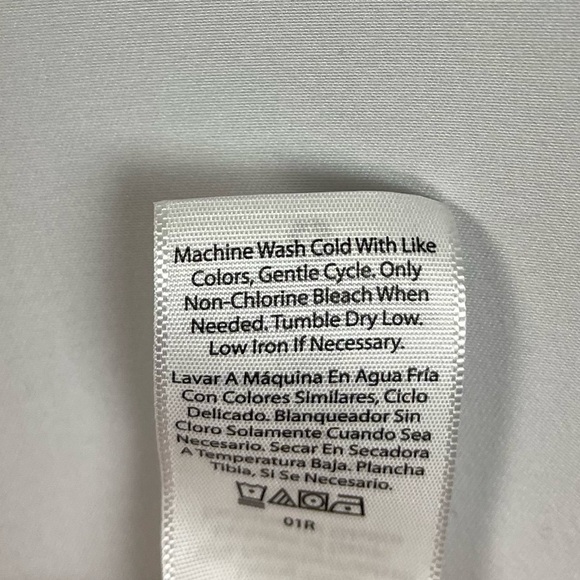 Machine Wash Cold With Like
Colors, Gentle Cycle. Only
Non-Chlorine Bleach When
Needed. Tumble Dry Low.
Low Iron If Necessary.
Lavar A Máquina En Agua Fría
Con Colores Similares, Ciclo
Delicado. Blanqueador Sin
Cloro Solamente Cuando Sea
Necesario. Secar En Secadora
A Temperatura Baja. Plancha
Tibia, Si Se Necesario.
01R